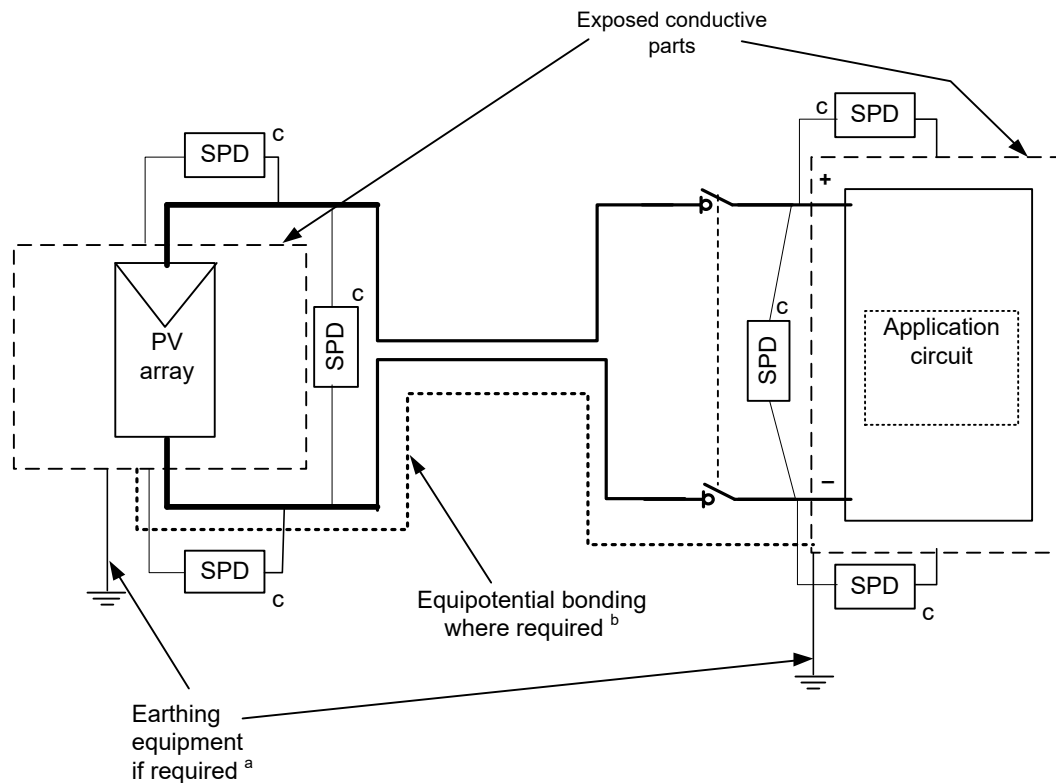 Exposed conductive
parts
SPD
c
SPD
c
+
PV
array
SPD
c
SPD
c
Application
circuit
−
SPD
c
SPD
c
Equipotential bonding
where required b
Earthing
equipment
if required a